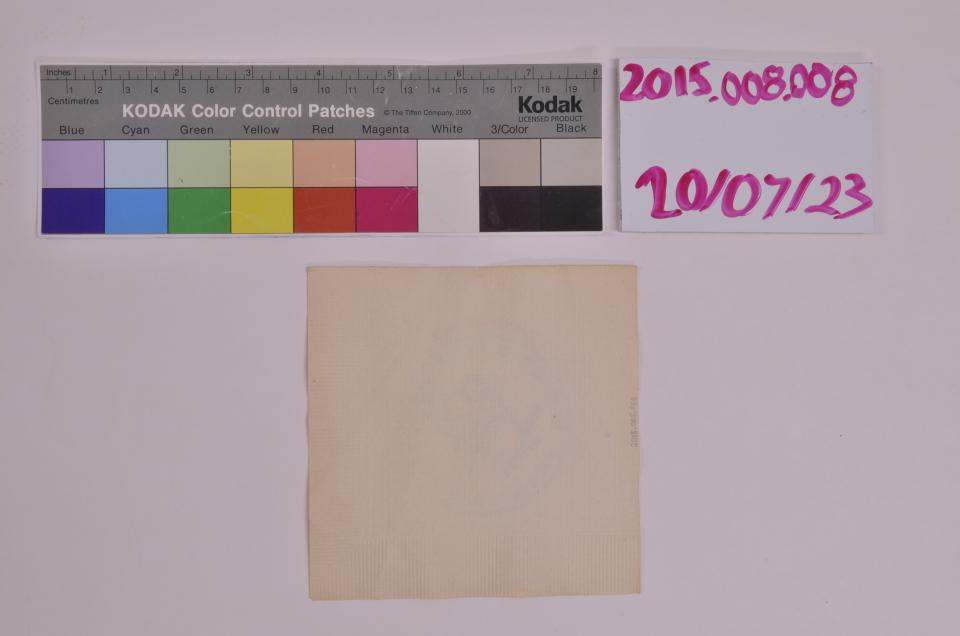 Inches 1 2 3 4 5 6 7 8
1 2 3 4 5 6 7 8 9 10 11 12 13 14 15 16 17 18 19
Centimetres
KODAK Color Control Patches © The Tiffen Company, 2000
Kodak
LICENSED PRODUCT
Blue Cyan Green Yellow Red Magenta White 3/Color Black
2015.008.008
20/07/23